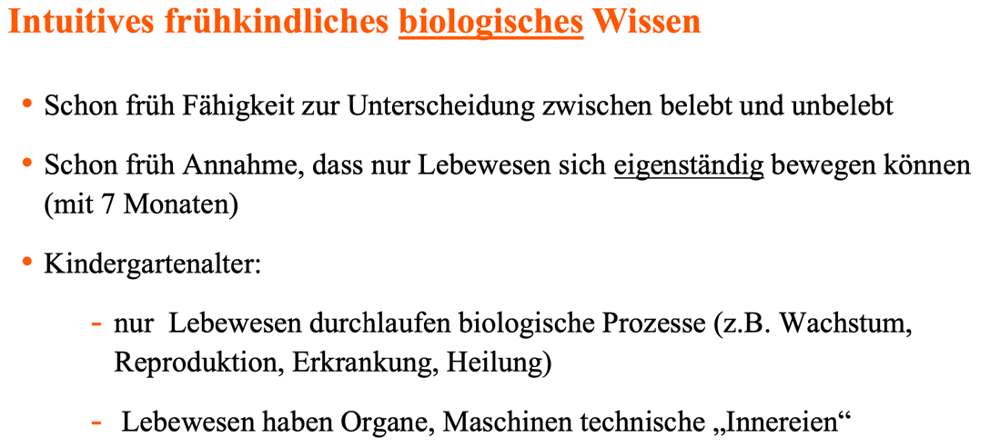 Intuitives frühkindliches biologisches Wissen
• Schon früh Fähigkeit zur Unterscheidung zwischen belebt und unbelebt
• Schon früh Annahme, dass nur Lebewesen sich eigenständig bewegen können
(mit 7 Monaten)
• Kindergartenalter:
- nur  Lebewesen durchlaufen biologische Prozesse (z.B. Wachstum,
Reproduktion, Erkrankung, Heilung)
- Lebewesen haben Organe, Maschinen technische „Innereien“